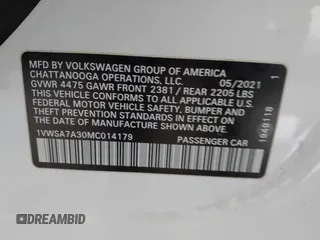 MFD BY VOLKSWAGEN GROUP OF AMERICA
CHATTANOOGA OPERATIONS, LLC. 05/2021
GVWR 4475 GAWR FRONT 2381 / REAR 2205 LBS
THIS VEHICLE CONFORMS TO ALL APPLICABLE
FEDERAL MOTOR VEHICLE SAFETY, BUMPER AND
THEFT PREVENTION STANDARDS IN EFFECT ON THE
DATE OF MANUFACTURE SHOWN ABOVE.
1VWSA7A30MC014179 PASSENGER CAR
1949118 1
DREAMBID